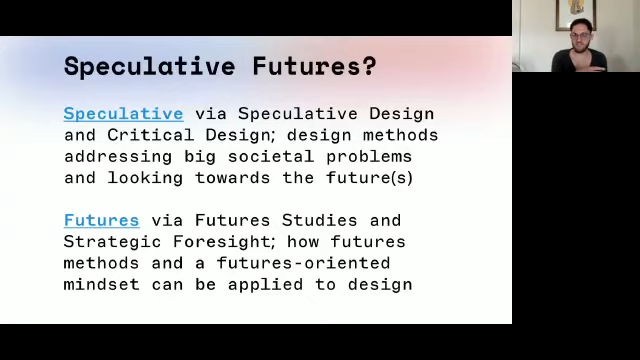 Speculative Futures?
Speculative via Speculative Design
and Critical Design; design methods
addressing big societal problems
and looking towards the future(s)
Futures via Futures Studies and
Strategic Foresight; how futures
methods and a futures-oriented
mindset can be applied to design